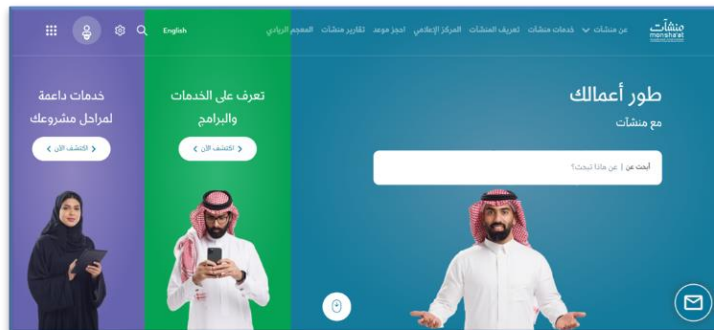 منشآت
monsha'at
عن منشآت
خدمات منشآت
تعريف المنشآت
المركز الإعلامي
احجز موعد
تقارير منشآت
المعجم الريادي
English
طور أعمالك
مع منشآت
ابحث عن | عن ماذا تبحث؟
تعرف على الخدمات
والبرامج
اكتشف الآن
خدمات داعمة
لمراحل مشروعك
اكتشف الآن